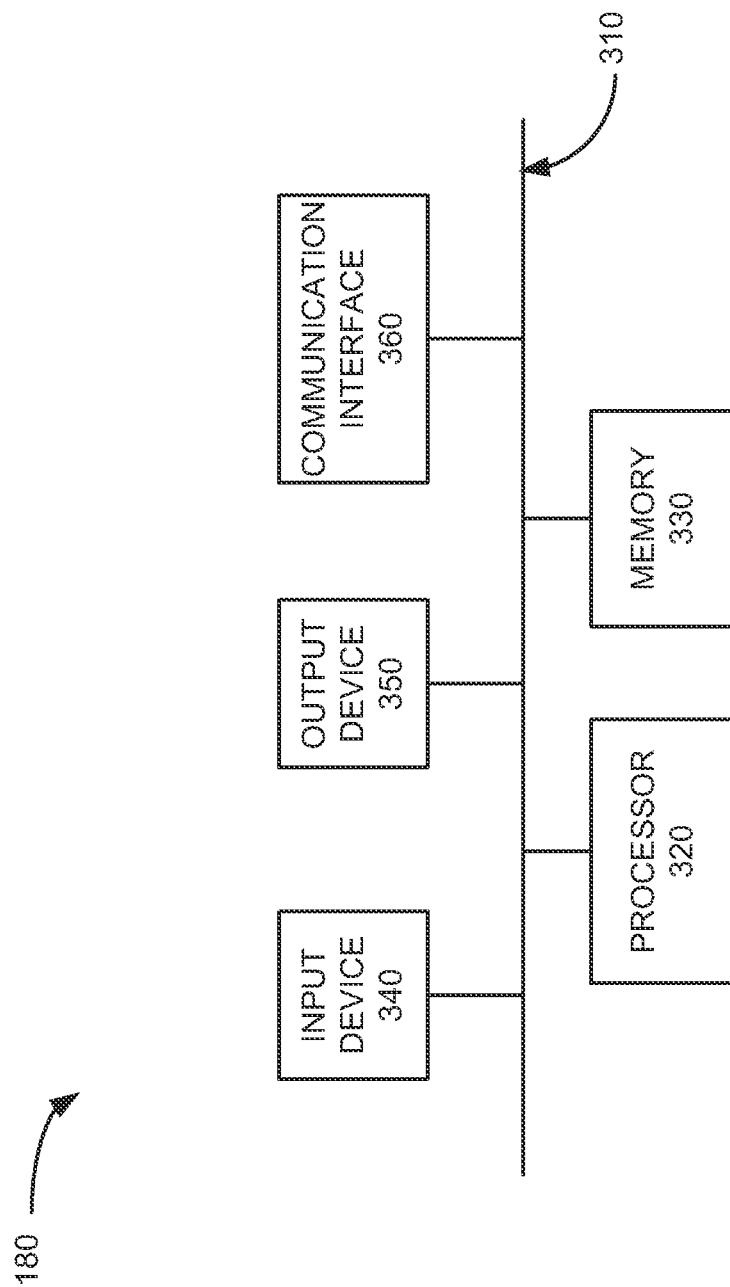 180
INPUT
DEVICE
340
OUTPUT
DEVICE
350
COMMUNICATION
INTERFACE
360
310
PROCESSOR
320
MEMORY
330